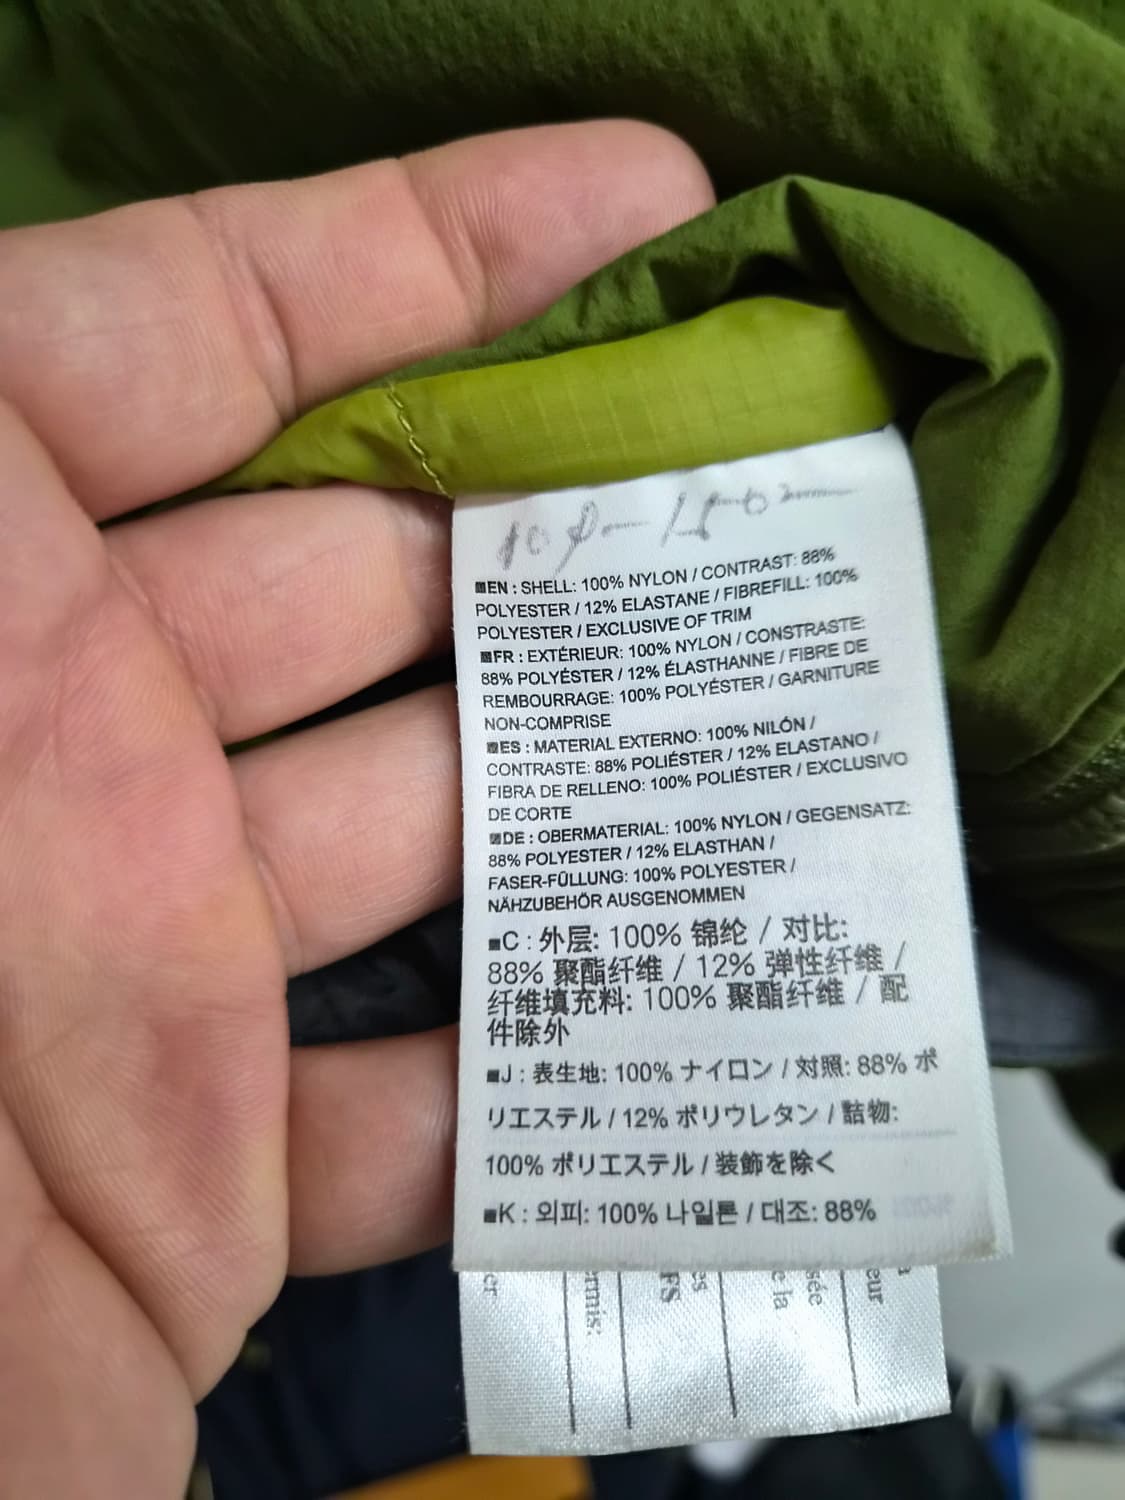 EN : SHELL: 100% NYLON / CONTRAST: 88%
POLYESTER / 12% ELASTANE / FIBREFILL: 100%
POLYESTER / EXCLUSIVE OF TRIM
FR : EXTÉRIEUR: 100% NYLON / CONSTRASTE:
88% POLYÉSTER / 12% ÉLASTHANNE / FIBRE DE
REMBOURRAGE: 100% POLYÉSTER / GARNITURE
NON-COMPRISE
ES : MATERIAL EXTERNO: 100% NILÓN /
CONTRASTE: 88% POLIÉSTER / 12% ELASTANO /
FIBRA DE RELLENO: 100% POLIÉSTER / EXCLUSIVO
DE CORTE
DE : OBERMATERIAL: 100% NYLON / GEGENSATZ:
88% POLYESTER / 12% ELASTHAN /
FASER-FÜLLUNG: 100% POLYESTER /
NÄHZUBEHÖR AUSGENOMMEN
C : 外层: 100% 锦纶 / 对比:
88% 聚酯纤维 / 12% 弹性纤维 /
纤维填充料: 100% 聚酯纤维 / 配
件除外
J : 表生地: 100% ナイロン / 対照: 88% ポ
リエステル / 12% ポリウレタン / 詰物:
100% ポリエステル / 装飾を除く
K : 외피: 100% 나일론 / 대조: 88%